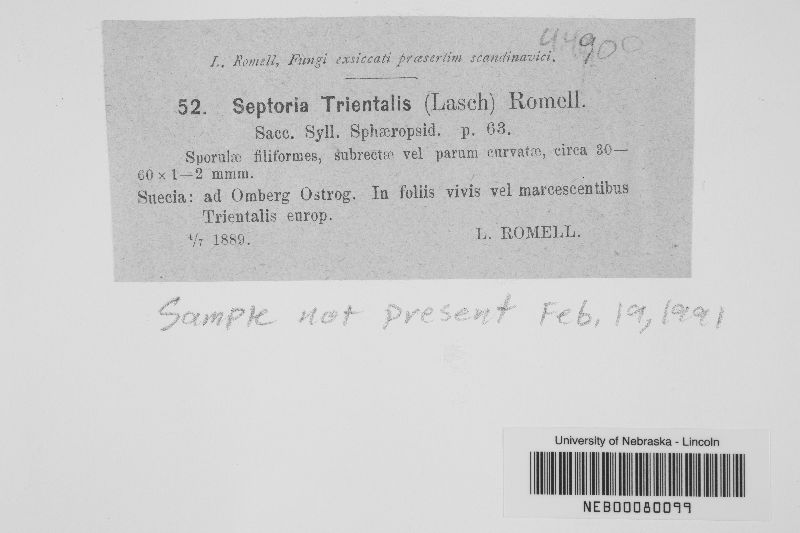 44900
L. Romell, Fungi exsiccati præsertim scandinavici.
52. Septoria Trientalis (Lasch) Romell.
Sacc. Syll. Sphæropsid. p. 63.
Sporulæ filiformes, subrectæ vel parum curvatæ, circa 30—
60 × 1—2 mmm.
Suecia: ad Omberg Ostrog. In foliis vivis vel marcescentibus
Trientalis europ.
4/7 1889. L. ROMELL.
Sample not present Feb, 19, 1991
University of Nebraska - Lincoln
NEB00080099